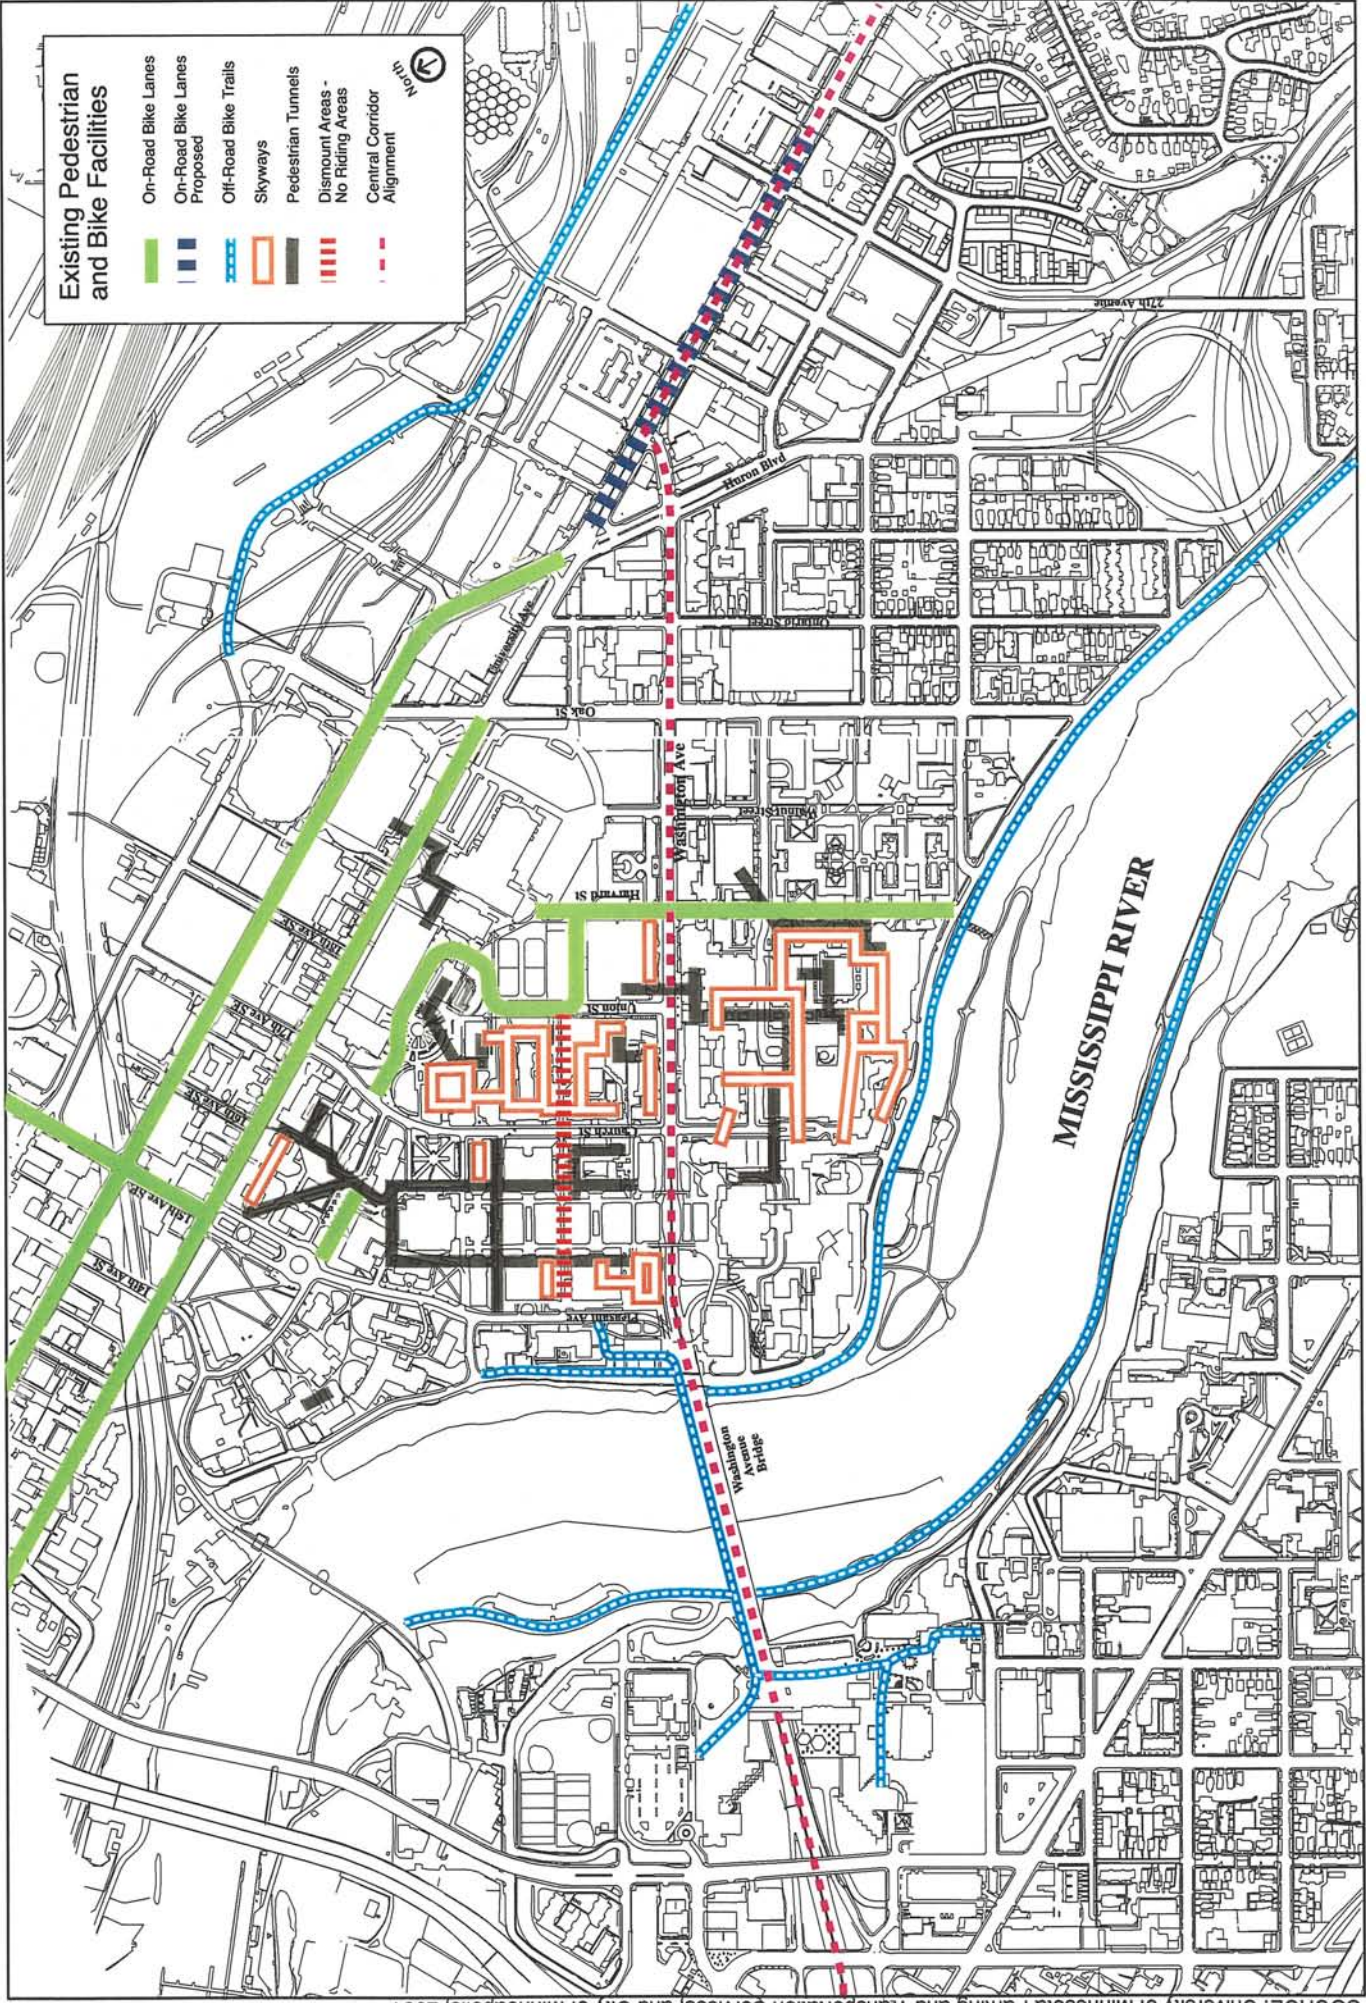 Existing Pedestrian
and Bike Facilities
On-Road Bike Lanes
On-Road Bike Lanes
Proposed
Off-Road Bike Trails
Skyways
Pedestrian Tunnels
Dismount Areas -
No Riding Areas
Central Corridor
Alignment
North
27th Avenue
Huron Blvd
Ontario Street
University Ave
Oak St
Washington Ave
Walnut Street
Harvard St
18th Ave SE
17th Ave SE
Union St
16th Ave SE
Church St
15th Ave SE
14th Ave St
Pleasant Ave
Washington
Avenue
Bridge
MISSISSIPPI RIVER